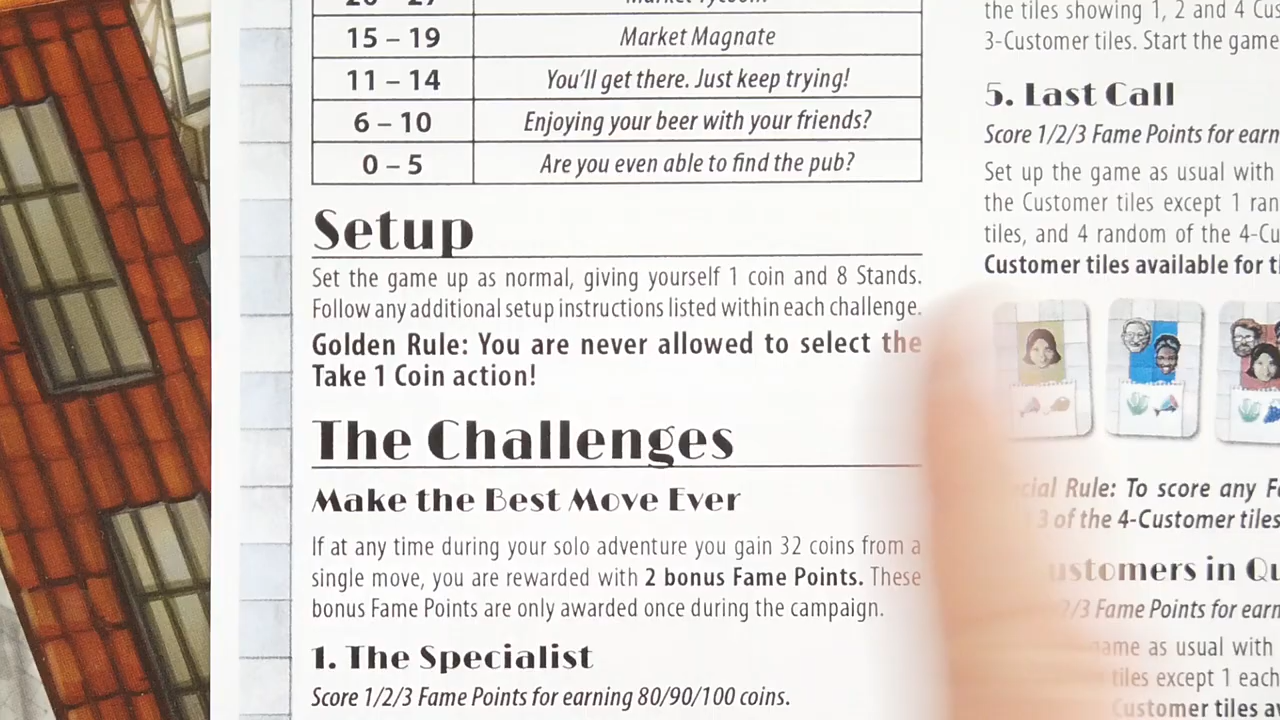 Market Tycoon!
15 – 19 Market Magnate
11 – 14 You'll get there. Just keep trying!
6 – 10 Enjoying your beer with your friends?
0 – 5 Are you even able to find the pub?
Setup
Set the game up as normal, giving yourself 1 coin and 8 Stands.
Follow any additional setup instructions listed within each challenge.
Golden Rule: You are never allowed to select the
Take 1 Coin action!
The Challenges
Make the Best Move Ever
If at any time during your solo adventure you gain 32 coins from a
single move, you are rewarded with 2 bonus Fame Points. These
bonus Fame Points are only awarded once during the campaign.
1. The Specialist
Score 1/2/3 Fame Points for earning 80/90/100 coins.
the tiles showing 1, 2 and 4
3-Customer tiles. Start the game
5. Last Call
Score 1/2/3 Fame Points for
Set up the game as usual with
the Customer tiles except 1
tiles, and 4 random of the
Customer tiles available for
Rule: To score any
3 of the 4-Customer tiles
in
Fame Points for
as usual with
tiles except 1 each
Customer tiles